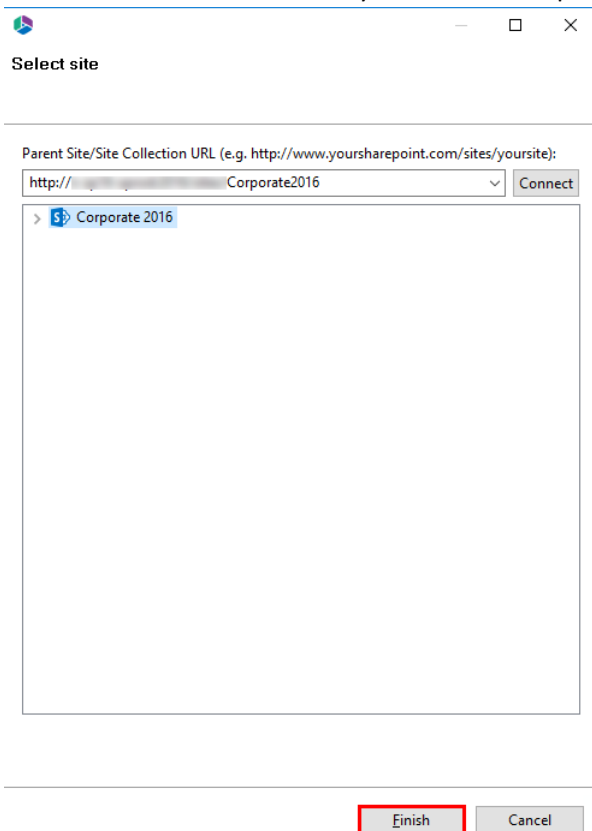 Select site
Parent Site/Site Collection URL (e.g. http://www.yoursharepoint.com/sites/yoursite):
http:// Corporate2016 Connect
Corporate 2016
Finish Cancel